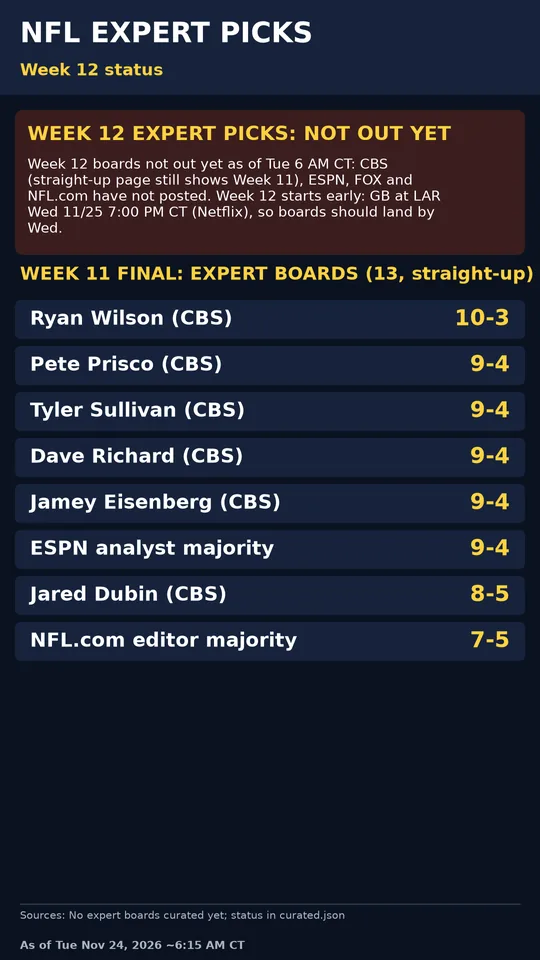 NFL EXPERT PICKS
Week 12 status
WEEK 12 EXPERT PICKS: NOT OUT YET
Week 12 boards not out yet as of Tue 6 AM CT: CBS
(straight-up page still shows Week 11), ESPN, FOX and
NFL.com have not posted. Week 12 starts early: GB at LAR
Wed 11/25 7:00 PM CT (Netflix), so boards should land by
Wed.
WEEK 11 FINAL: EXPERT BOARDS (13, straight-up)
Ryan Wilson (CBS) 10-3
Pete Prisco (CBS) 9-4
Tyler Sullivan (CBS) 9-4
Dave Richard (CBS) 9-4
Jamey Eisenberg (CBS) 9-4
ESPN analyst majority 9-4
Jared Dubin (CBS) 8-5
NFL.com editor majority 7-5
Sources: No expert boards curated yet; status in curated.json
As of Tue Nov 24, 2026 ~6:15 AM CT